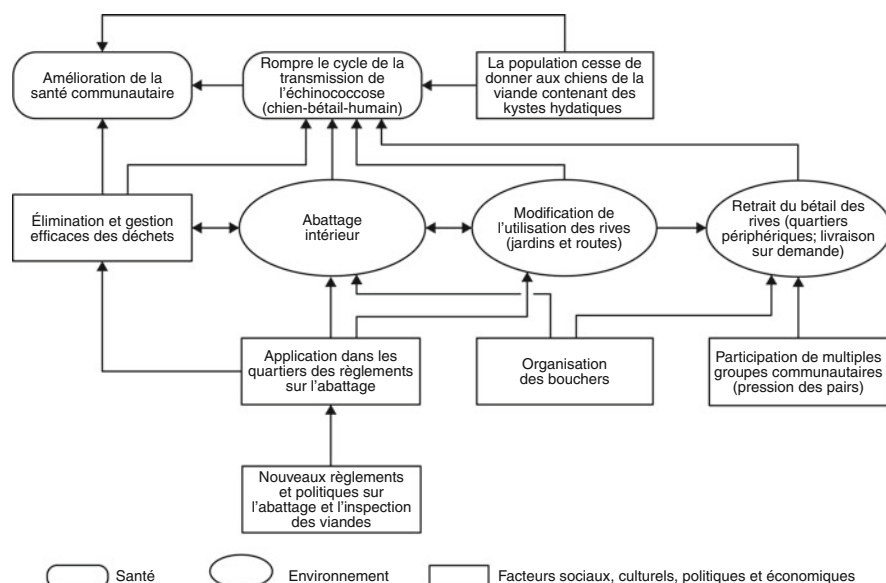 Amélioration de la
santé communautaire
Rompre le cycle de la
transmission de
l'échinococcose
(chien-bétail-humain)
La population cesse de
donner aux chiens de la
viande contenant des
kystes hydatiques
Élimination et gestion
efficaces des déchets
Abattage
intérieur
Modification de
l'utilisation des rives
(jardins et routes)
Retrait du bétail des
rives (quartiers
périphériques; livraison
sur demande)
Application dans les
quartiers des règlements
sur l'abattage
Organisation
des bouchers
Participation de multiples
groupes communautaires
(pression des pairs)
Nouveaux règlements
et politiques sur
l'abattage et l'inspection
des viandes
Santé
Environnement
Facteurs sociaux, culturels, politiques et économiques